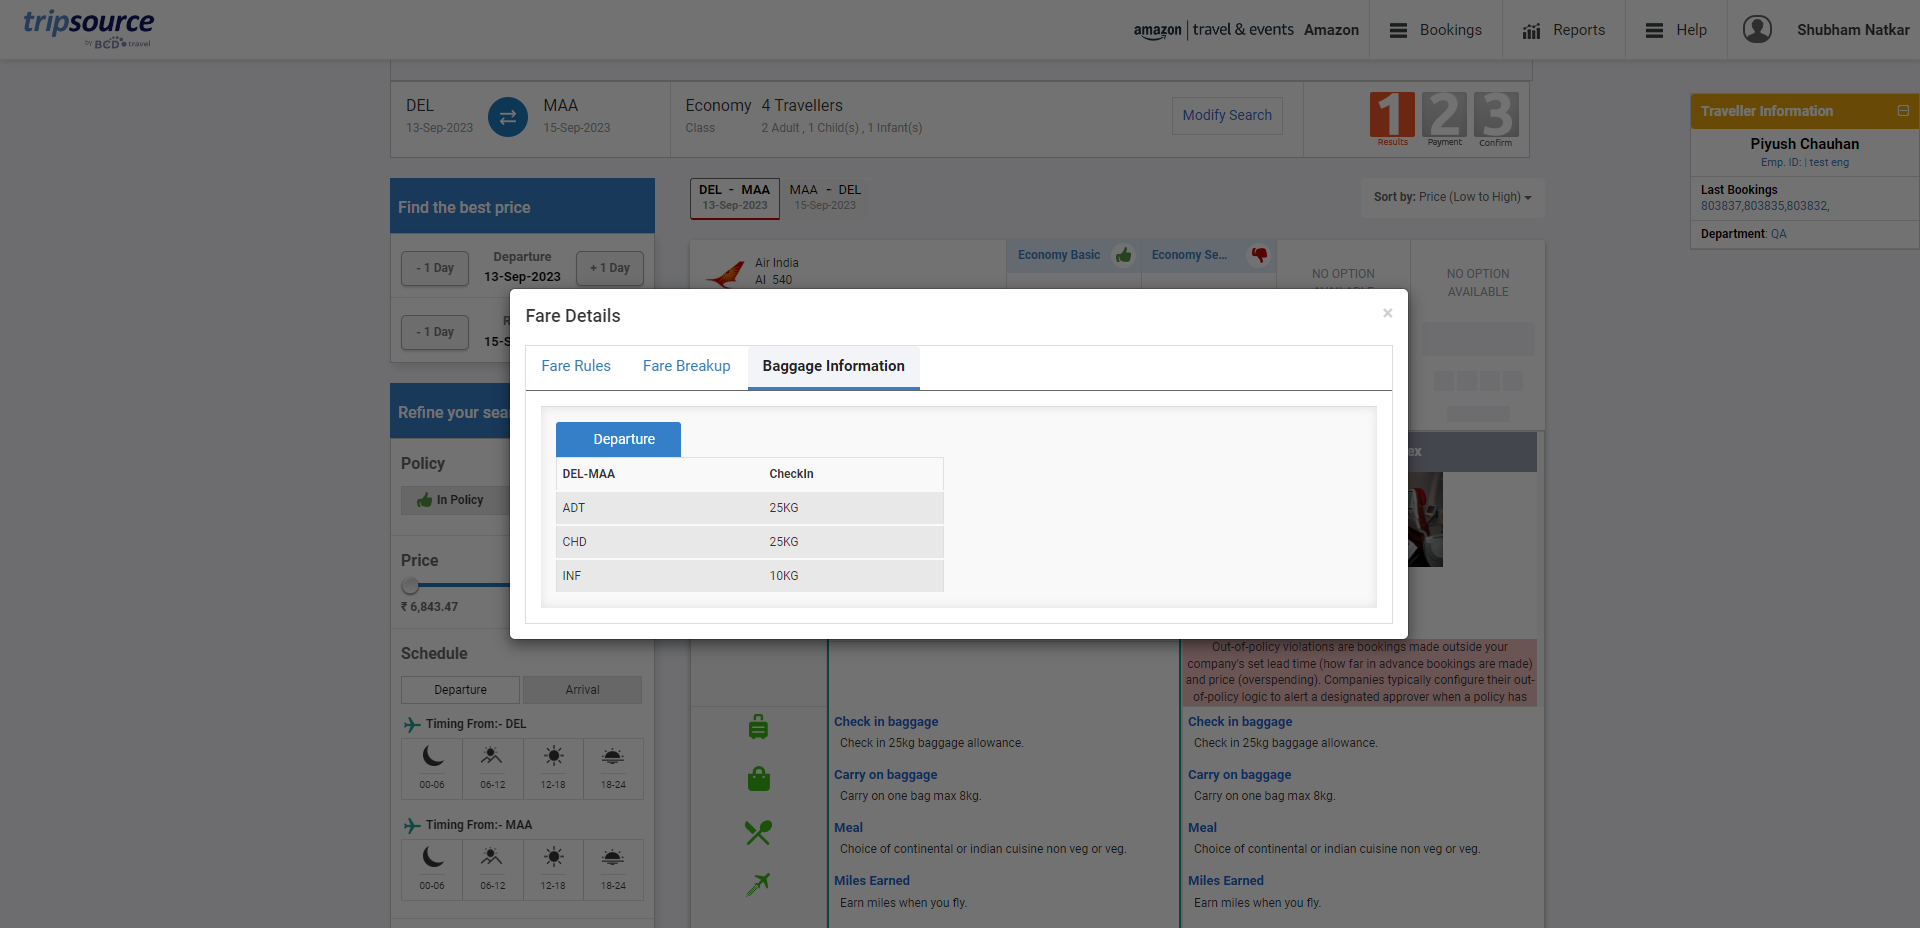 tripsource
by BCD travel
amazon | travel & events Amazon
Bookings
Reports
Help
Shubham Natkar
DEL
13-Sep-2023
MAA
15-Sep-2023
Economy
Class
4 Travellers
2 Adult , 1 Child(s) , 1 Infant(s)
Modify Search
1 2 3
Results Payment Confirm
Traveller Information
Piyush Chauhan
Emp. ID: | test eng
Last Bookings
803837,803835,803832,
Department: QA
Find the best price
- 1 Day
Departure
13-Sep-2023
+ 1 Day
- 1 Day
R
15-S
DEL - MAA
13-Sep-2023
MAA - DEL
15-Sep-2023
Sort by: Price (Low to High)
Air India
AI 540
Economy Basic
Economy Se...
NO OPTION
AVAILABLE
NO OPTION
AVAILABLE
Fare Details
×
Fare Rules
Fare Breakup
Baggage Information
Departure
DEL-MAA CheckIn
ADT 25KG
CHD 25KG
INF 10KG
ex
Refine your sea
Policy
In Policy
Price
₹ 6,843.47
Schedule
Departure
Arrival
Timing From:- DEL
00-06 06-12 12-18 18-24
Timing From:- MAA
00-06 06-12 12-18 18-24
Out-of-policy violations are bookings made outside your
company's set lead time (how far in advance bookings are made)
and price (overspending). Companies typically configure their out-
of-policy logic to alert a designated approver when a policy has
Check in baggage
Check in 25kg baggage allowance.
Carry on baggage
Carry on one bag max 8kg.
Meal
Choice of continental or indian cuisine non veg or veg.
Miles Earned
Earn miles when you fly.
Check in baggage
Check in 25kg baggage allowance.
Carry on baggage
Carry on one bag max 8kg.
Meal
Choice of continental or indian cuisine non veg or veg.
Miles Earned
Earn miles when you fly.